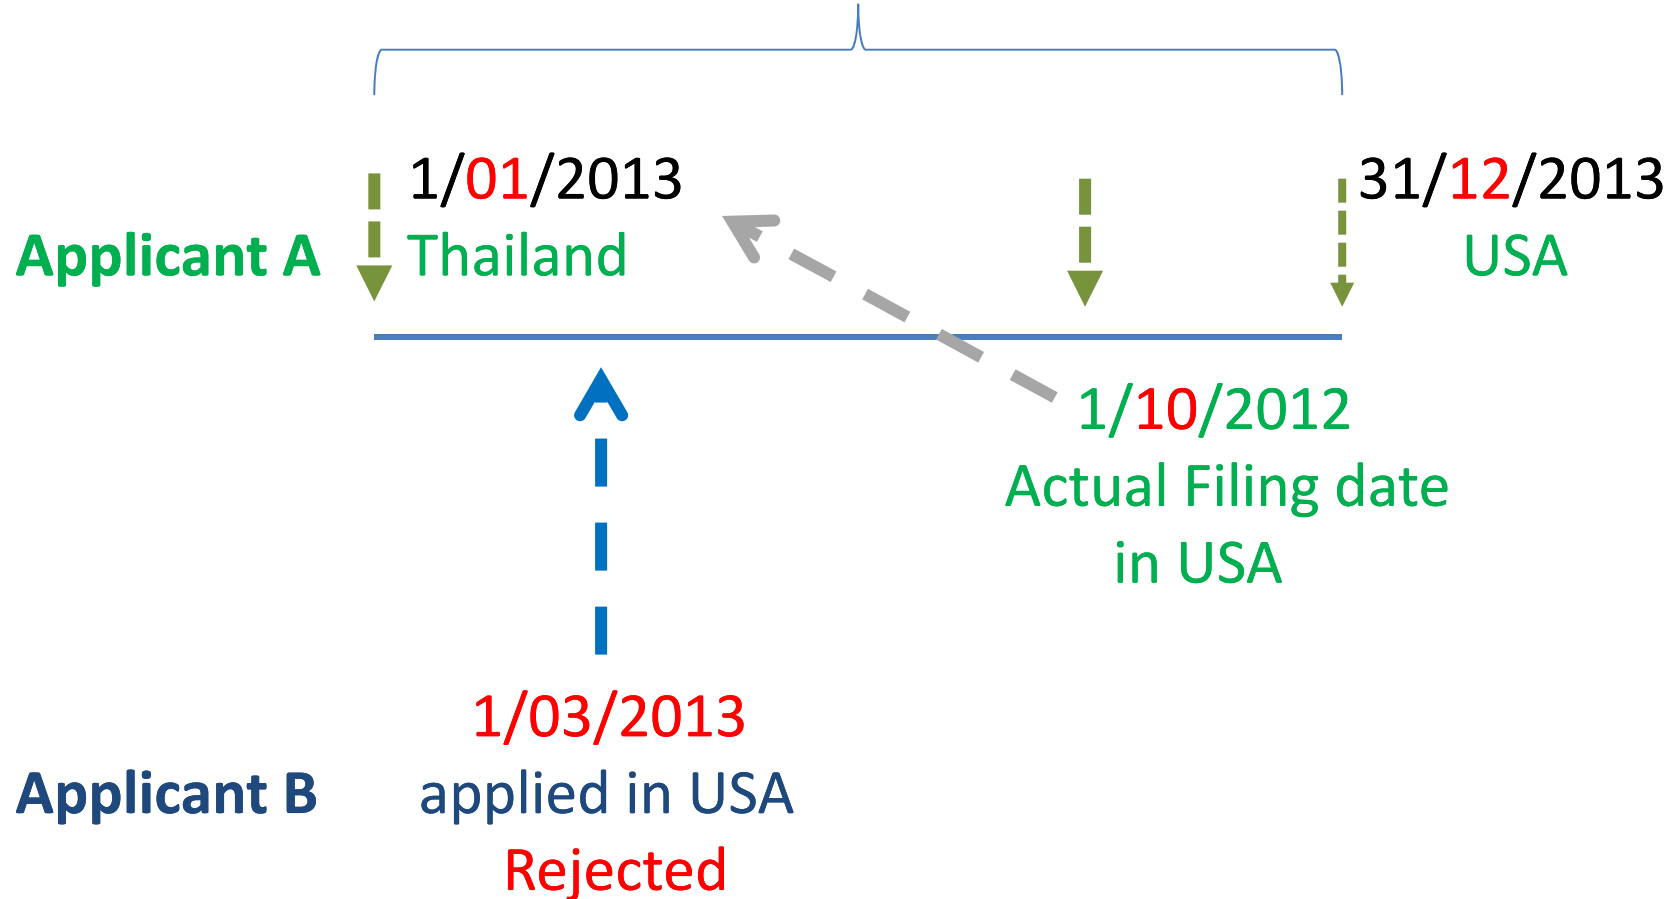 1/01/2013
31/12/2013
Applicant A
Thailand
USA
1/10/2012
Actual Filing date
in USA
1/03/2013
Applicant B
applied in USA
Rejected